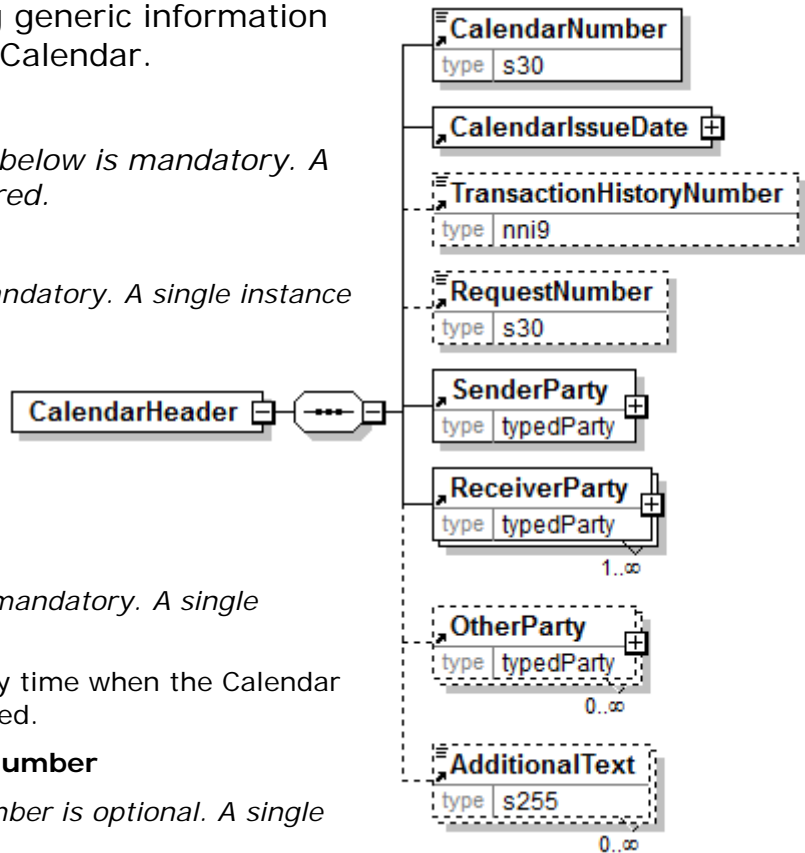 g generic information
Calendar.
below is mandatory. A
red.
andatory. A single instance
mandatory. A single
y time when the Calendar
ed.
umber
nber is optional. A single
CalendarHeader
CalendarNumber
type s30
CalendarIssueDate
TransactionHistoryNumber
type nni9
RequestNumber
type s30
SenderParty
type typedParty
ReceiverParty
type typedParty
1..∞
OtherParty
type typedParty
0..∞
AdditionalText
type s255
0..∞